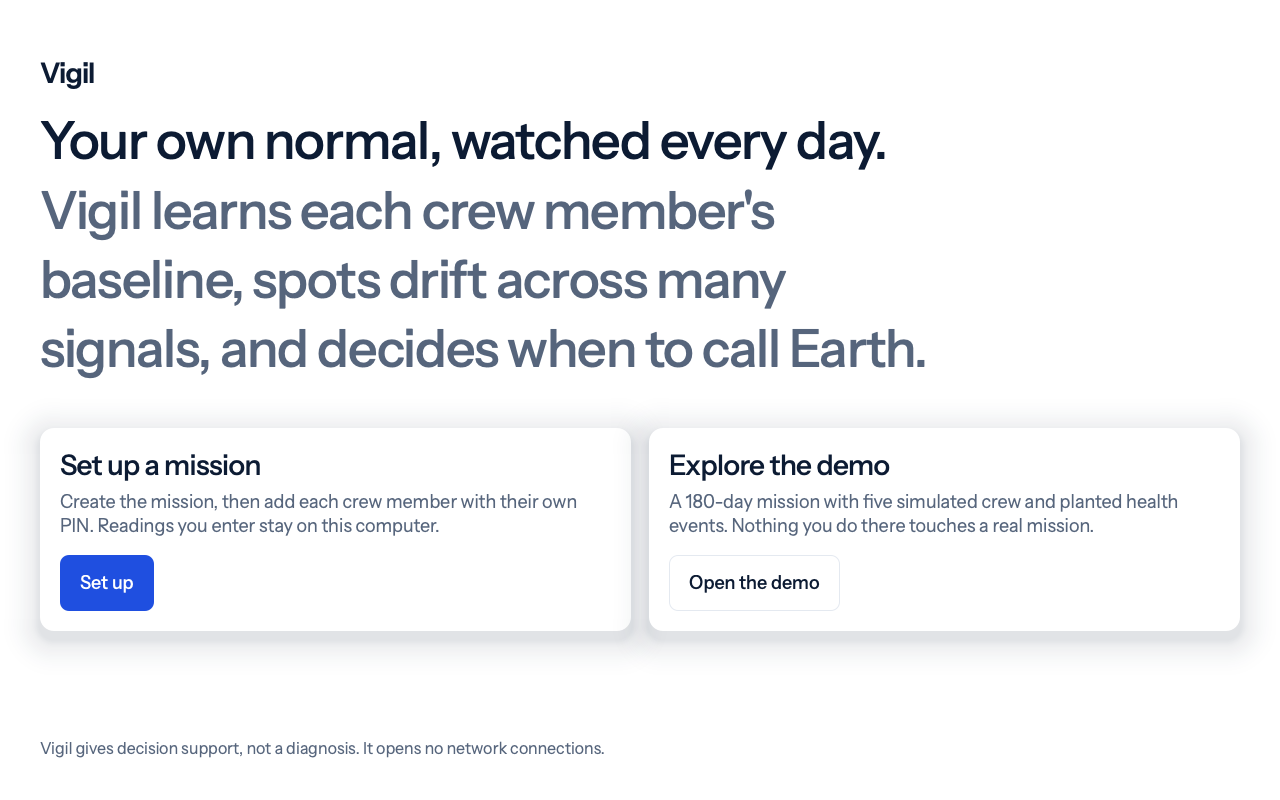 Vigil
Your own normal, watched every day.
Vigil learns each crew member's
baseline, spots drift across many
signals, and decides when to call Earth.
Set up a mission
Create the mission, then add each crew member with their own
PIN. Readings you enter stay on this computer.
Set up
Explore the demo
A 180-day mission with five simulated crew and planted health
events. Nothing you do there touches a real mission.
Open the demo
Vigil gives decision support, not a diagnosis. It opens no network connections.